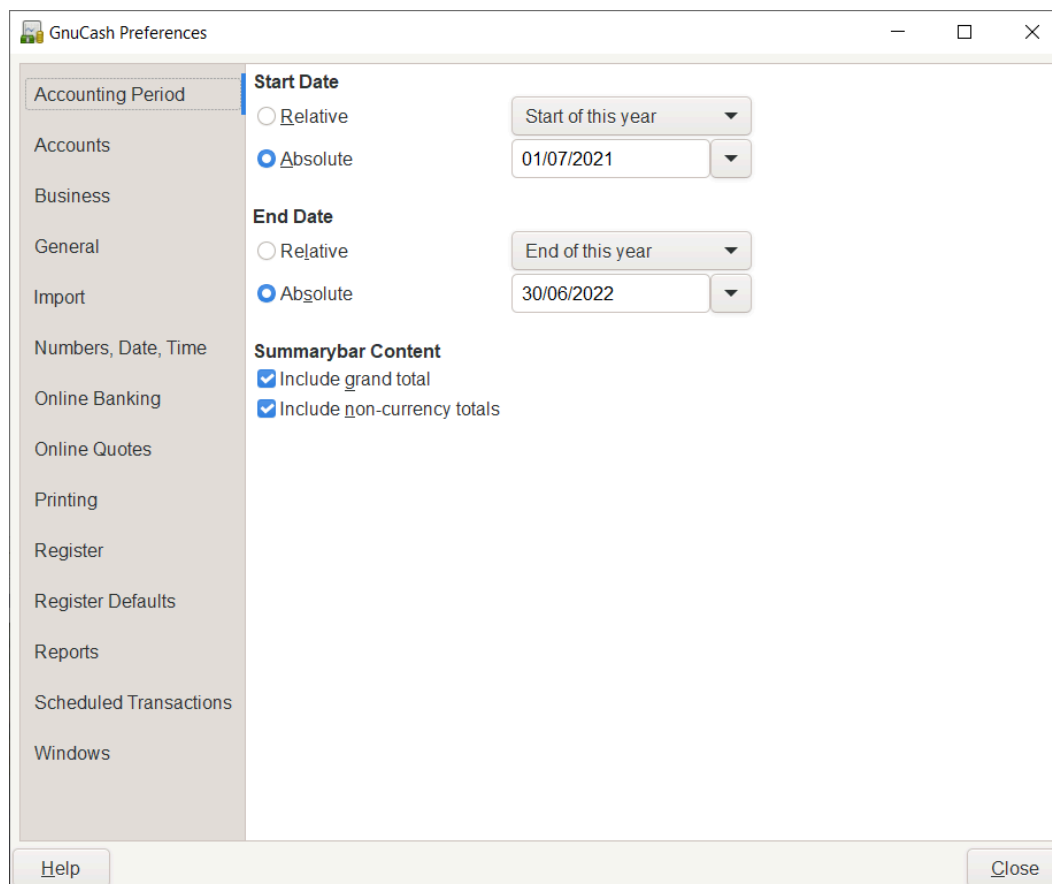 GnuCash Preferences
Accounting Period
Accounts
Business
General
Import
Numbers, Date, Time
Online Banking
Online Quotes
Printing
Register
Register Defaults
Reports
Scheduled Transactions
Windows
Start Date
Relative Start of this year
Absolute 01/07/2021
End Date
Relative End of this year
Absolute 30/06/2022
Summarybar Content
Include grand total
Include non-currency totals
Help Close